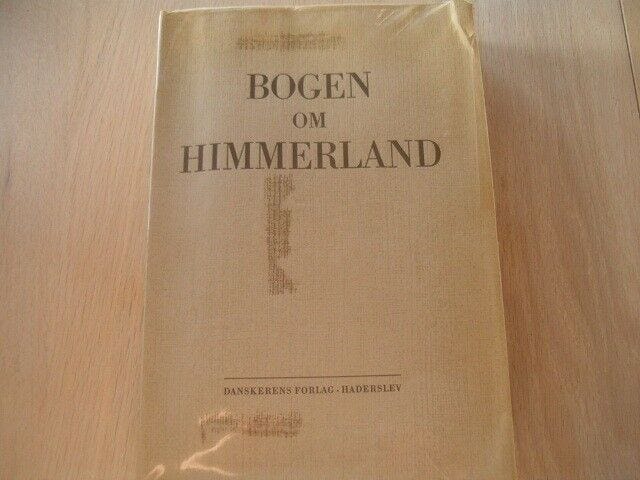 BOGEN
OM
HIMMERLAND
DANSKERENS FORLAG · HADERSLEV